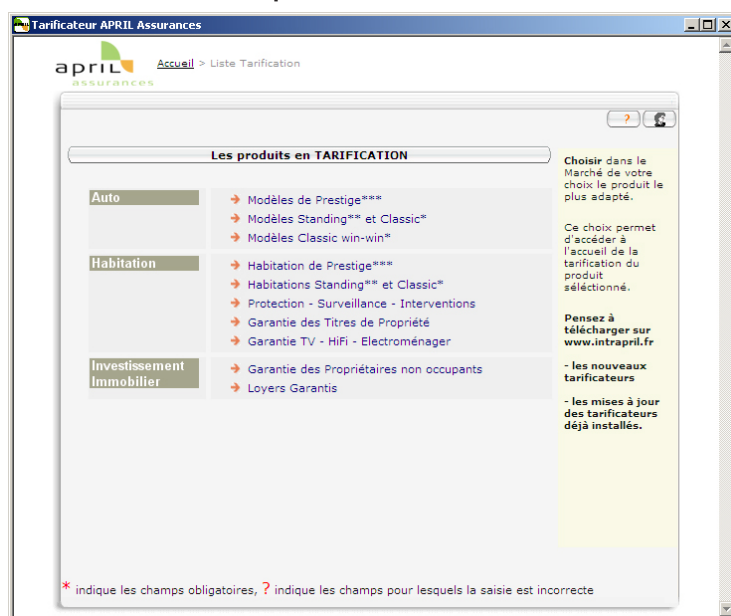 Tarificateur APRIL Assurances
april
assurances
Accueil > Liste Tarification
?
Les produits en TARIFICATION
Auto
Modèles de Prestige***
Modèles Standing** et Classic*
Modèles Classic win-win*
Habitation
Habitation de Prestige***
Habitations Standing** et Classic*
Protection - Surveillance - Interventions
Garantie des Titres de Propriété
Garantie TV - HiFi - Electroménager
Investissement
Immobilier
Garantie des Propriétaires non occupants
Loyers Garantis
Choisir dans le
Marché de votre
choix le produit le
plus adapté.
Ce choix permet
d'accéder à
l'accueil de la
tarification du
produit
séléctionné.
Pensez à
télécharger sur
www.intrapril.fr
- les nouveaux
tarificateurs
- les mises à jour
des tarificateurs
déjà installés.
* indique les champs obligatoires, ? indique les champs pour lesquels la saisie est incorrecte